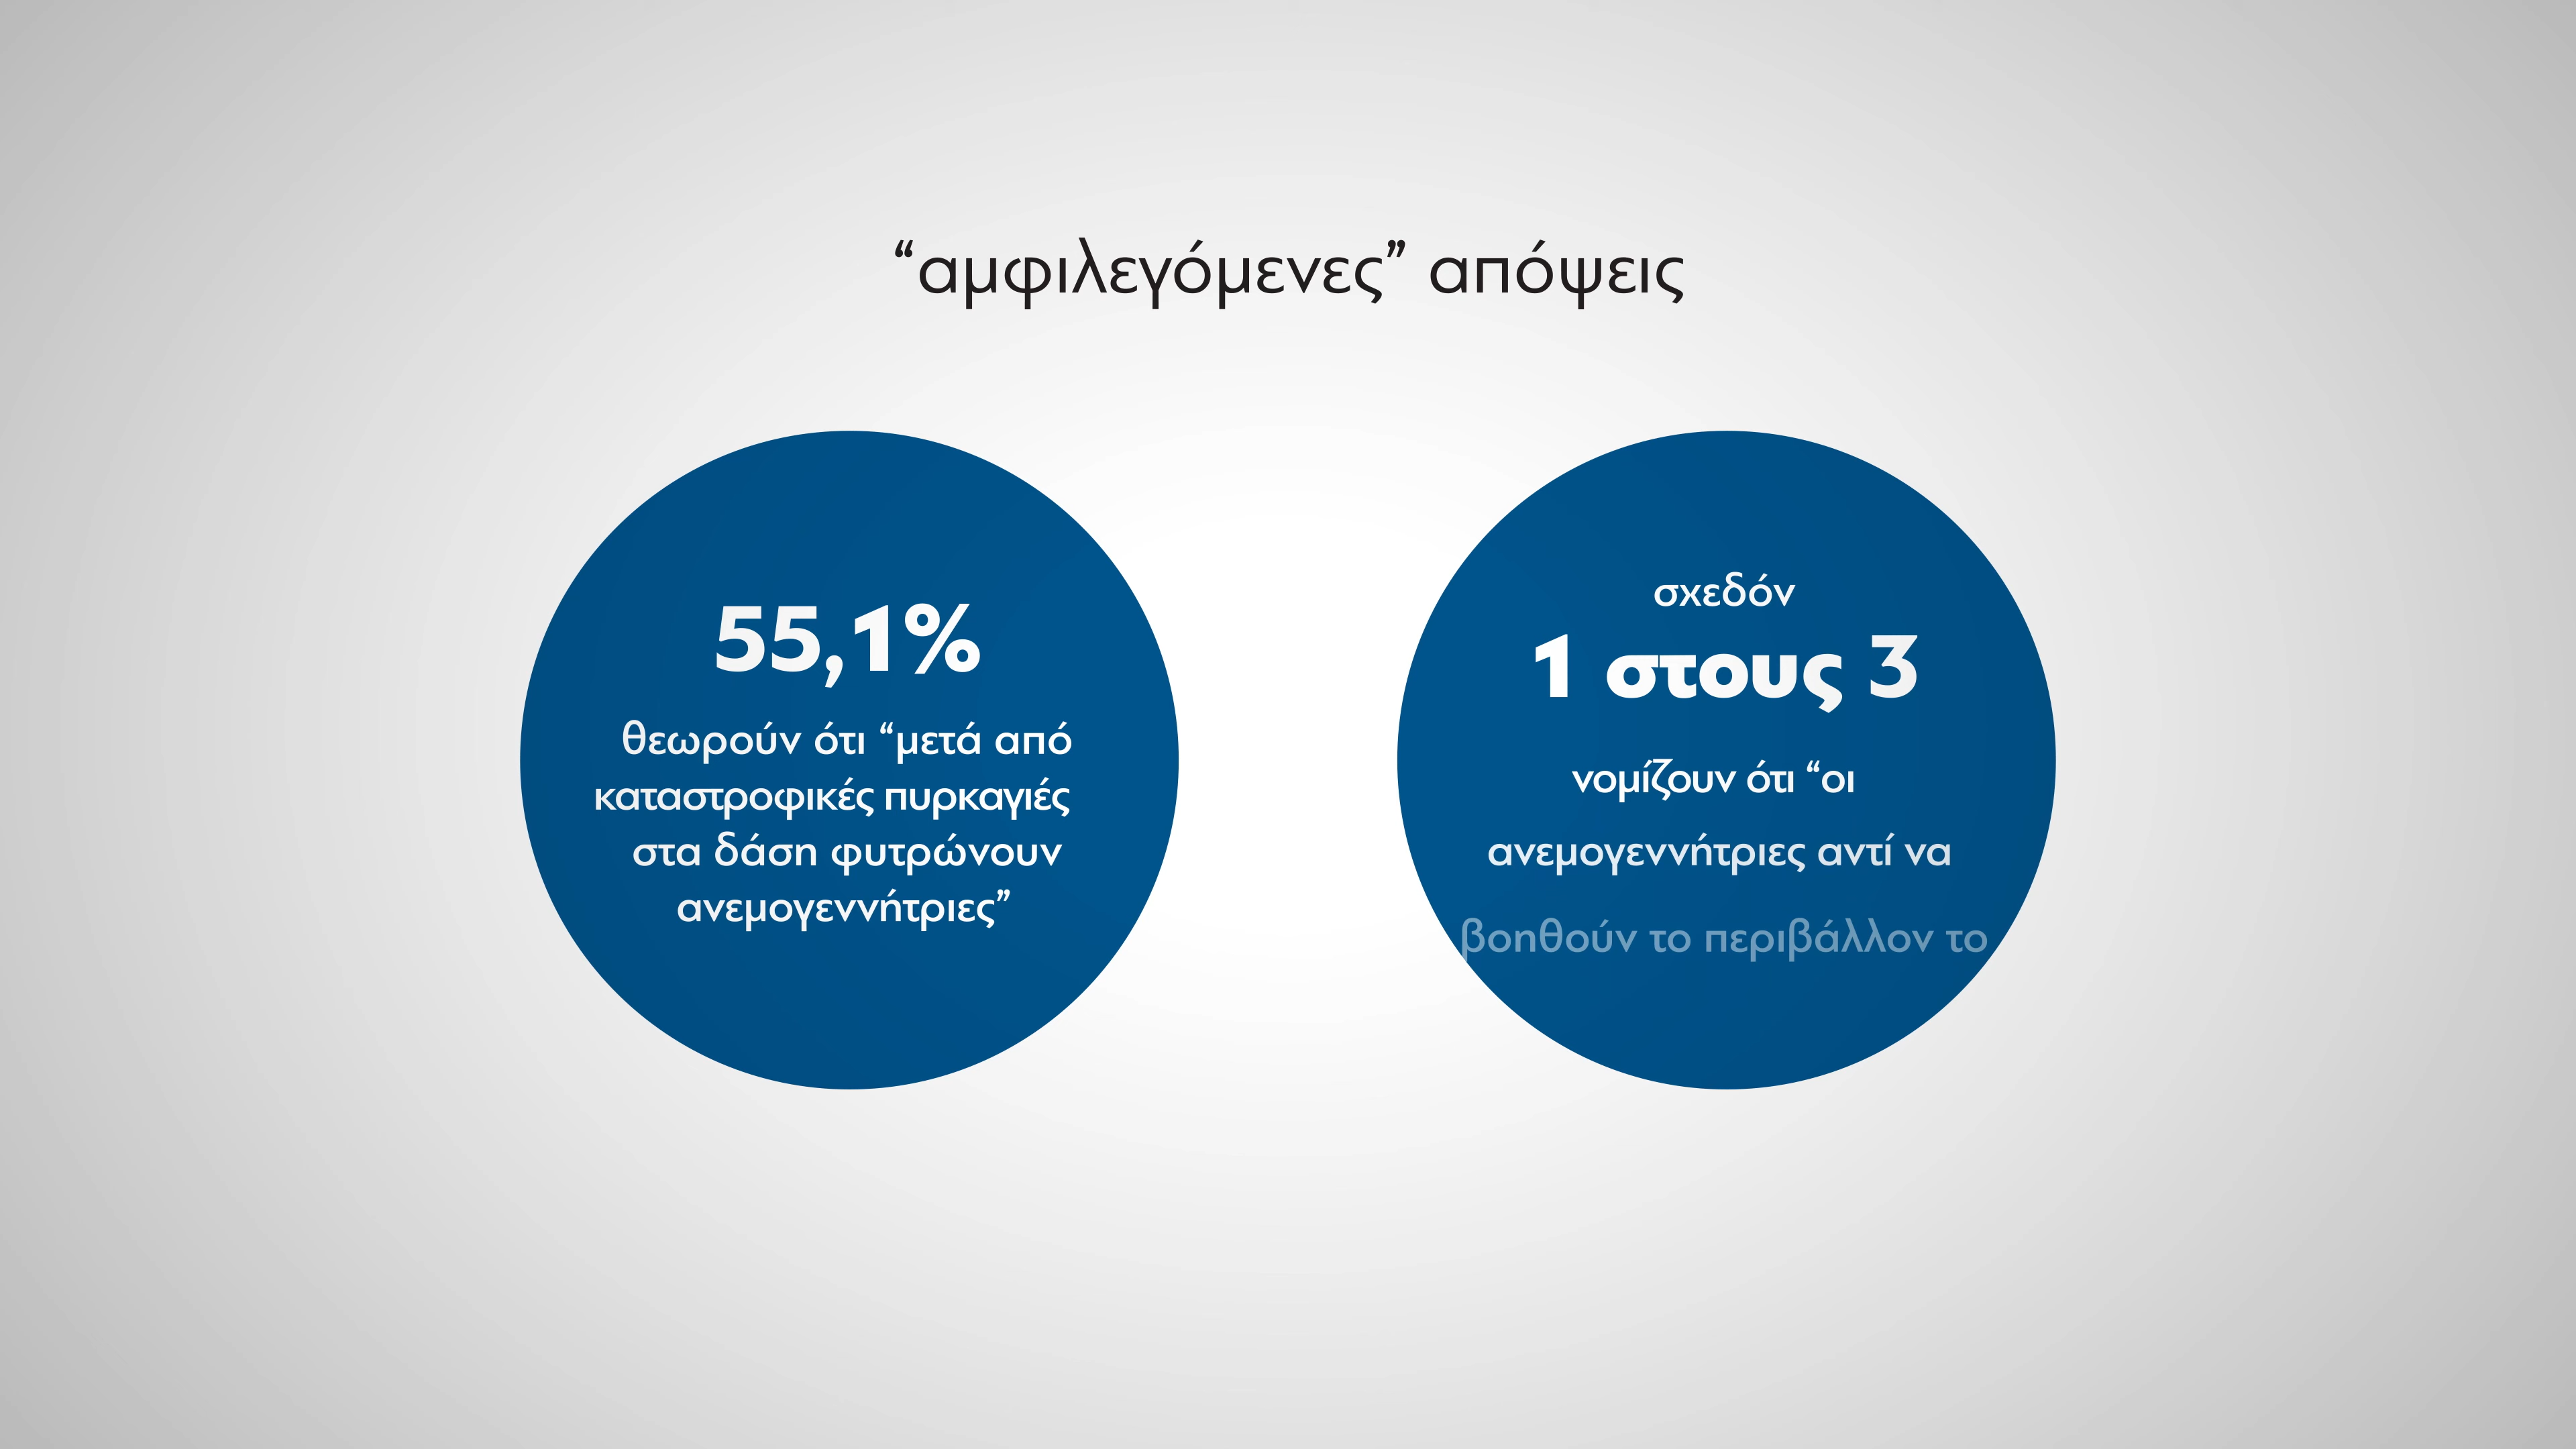 “αμφιλεγόμενες” απόψεις
55,1%
θεωρούν ότι “μετά από
καταστροφικές πυρκαγιές
στα δάση φυτρώνουν
ανεμογεννήτριες”
σχεδόν
1 στους 3
νομίζουν ότι “οι
ανεμογεννήτριες αντί να
βοηθούν το περιβάλλον το